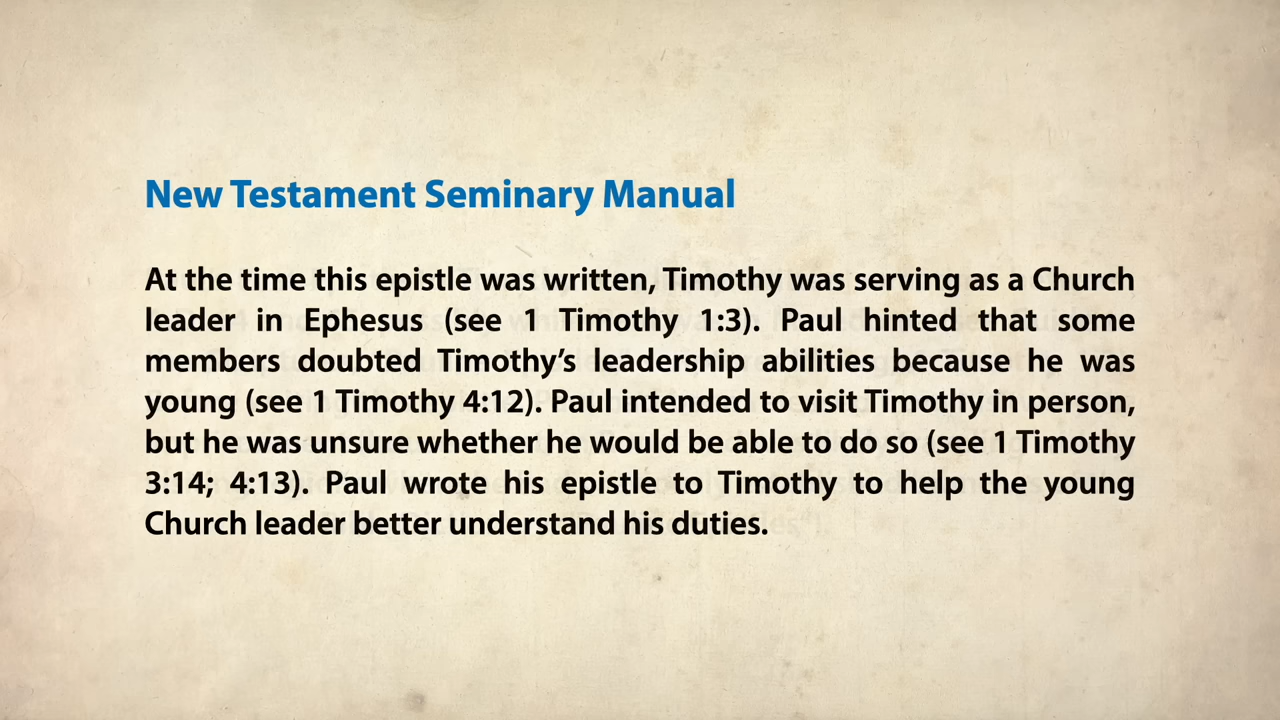 New Testament Seminary Manual
At the time this epistle was written, Timothy was serving as a Church
leader in Ephesus (see 1 Timothy 1:3). Paul hinted that some
members doubted Timothy’s leadership abilities because he was
young (see 1 Timothy 4:12). Paul intended to visit Timothy in person,
but he was unsure whether he would be able to do so (see 1 Timothy
3:14; 4:13). Paul wrote his epistle to Timothy to help the young
Church leader better understand his duties.